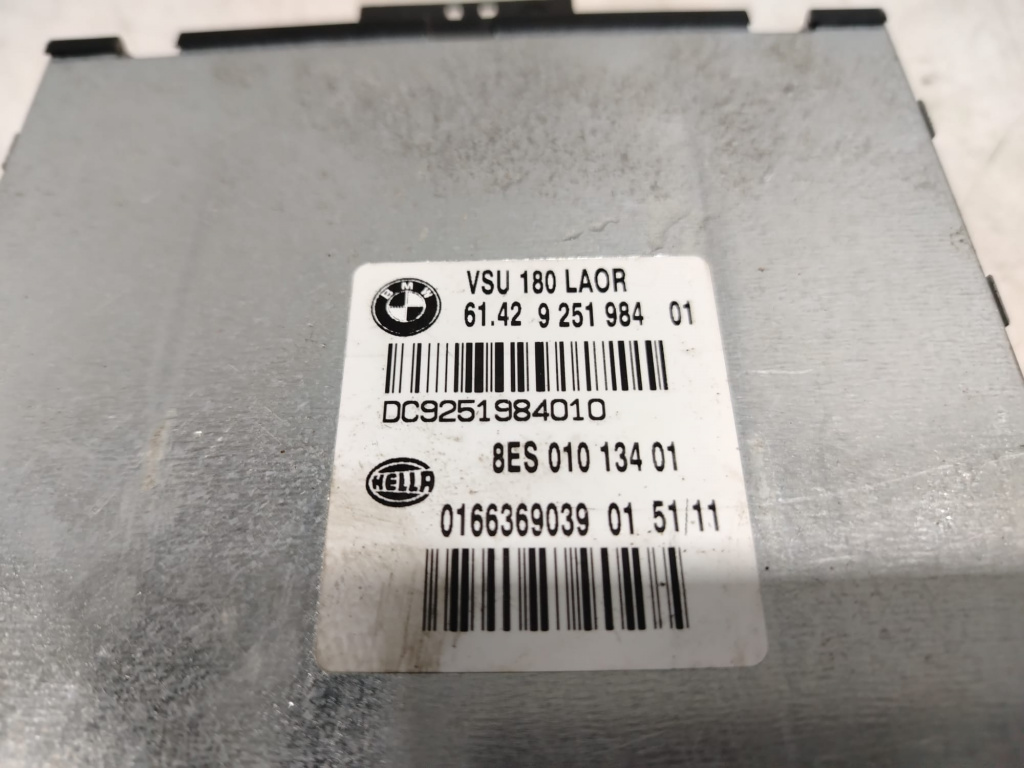 BMW
VSU 180 LAOR
61.42 9 251 984 01
DC9251984010
8ES 010 134 01
HELLA
0166369039 01 51/11